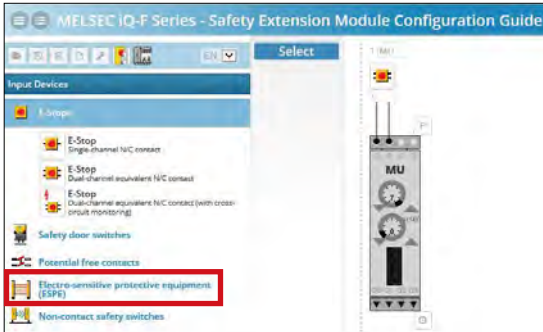 MELSEC iQ-F Series - Safety Extension Module Configuration Guide
EN
Select
1 MU
Input Devices
E-Stops
E-Stop
Single-channel N/C contact
E-Stop
Dual-channel equivalent N/C contact
E-Stop
Dual-channel equivalent N/C contact (with cross-
circuit monitoring)
Safety door switches
Potential free contacts
Electro-sensitive protective equipment
(ESPE)
Non-contact safety switches
MU